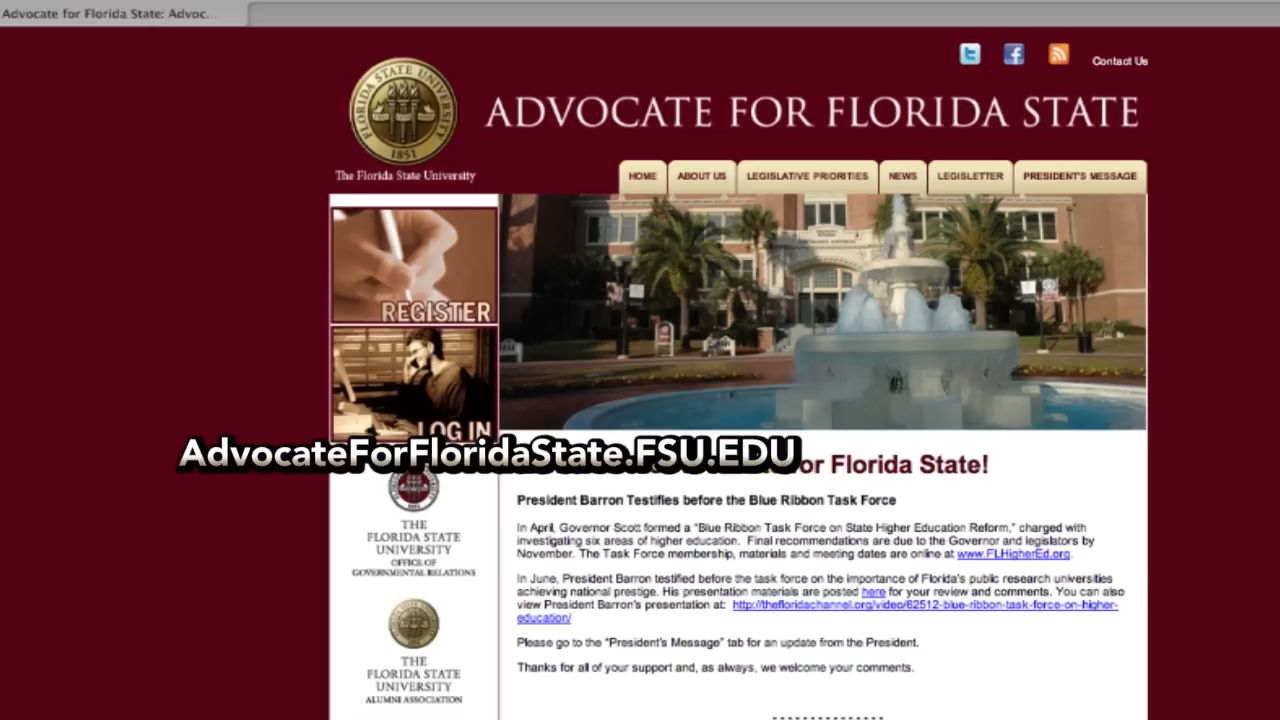 Advocate for Florida State: Advoc...
Contact Us
FLORIDA STATE UNIVERSITY
1851
ADVOCATE FOR FLORIDA STATE
The Florida State University
HOME
ABOUT US
LEGISLATIVE PRIORITIES
NEWS
LEGISLETTER
PRESIDENT'S MESSAGE
REGISTER
LOG IN
AdvocateForFloridaState.FSU.EDU
or Florida State!
President Barron Testifies before the Blue Ribbon Task Force
In April, Governor Scott formed a "Blue Ribbon Task Force on State Higher Education Reform," charged with
investigating six areas of higher education. Final recommendations are due to the Governor and legislators by
November. The Task Force membership, materials and meeting dates are online at www.FLHigherEd.org.
In June, President Barron testified before the task force on the importance of Florida's public research universities
achieving national prestige. His presentation materials are posted here for your review and comments. You can also
view President Barron's presentation at: http://thefloridachannel.org/video/62512-blue-ribbon-task-force-on-higher-
education/
Please go to the "President's Message" tab for an update from the President.
Thanks for all of your support and, as always, we welcome your comments.
---------------
THE
FLORIDA STATE
UNIVERSITY
OFFICE OF
GOVERNMENTAL RELATIONS
THE
FLORIDA STATE
UNIVERSITY
ALUMNI ASSOCIATION